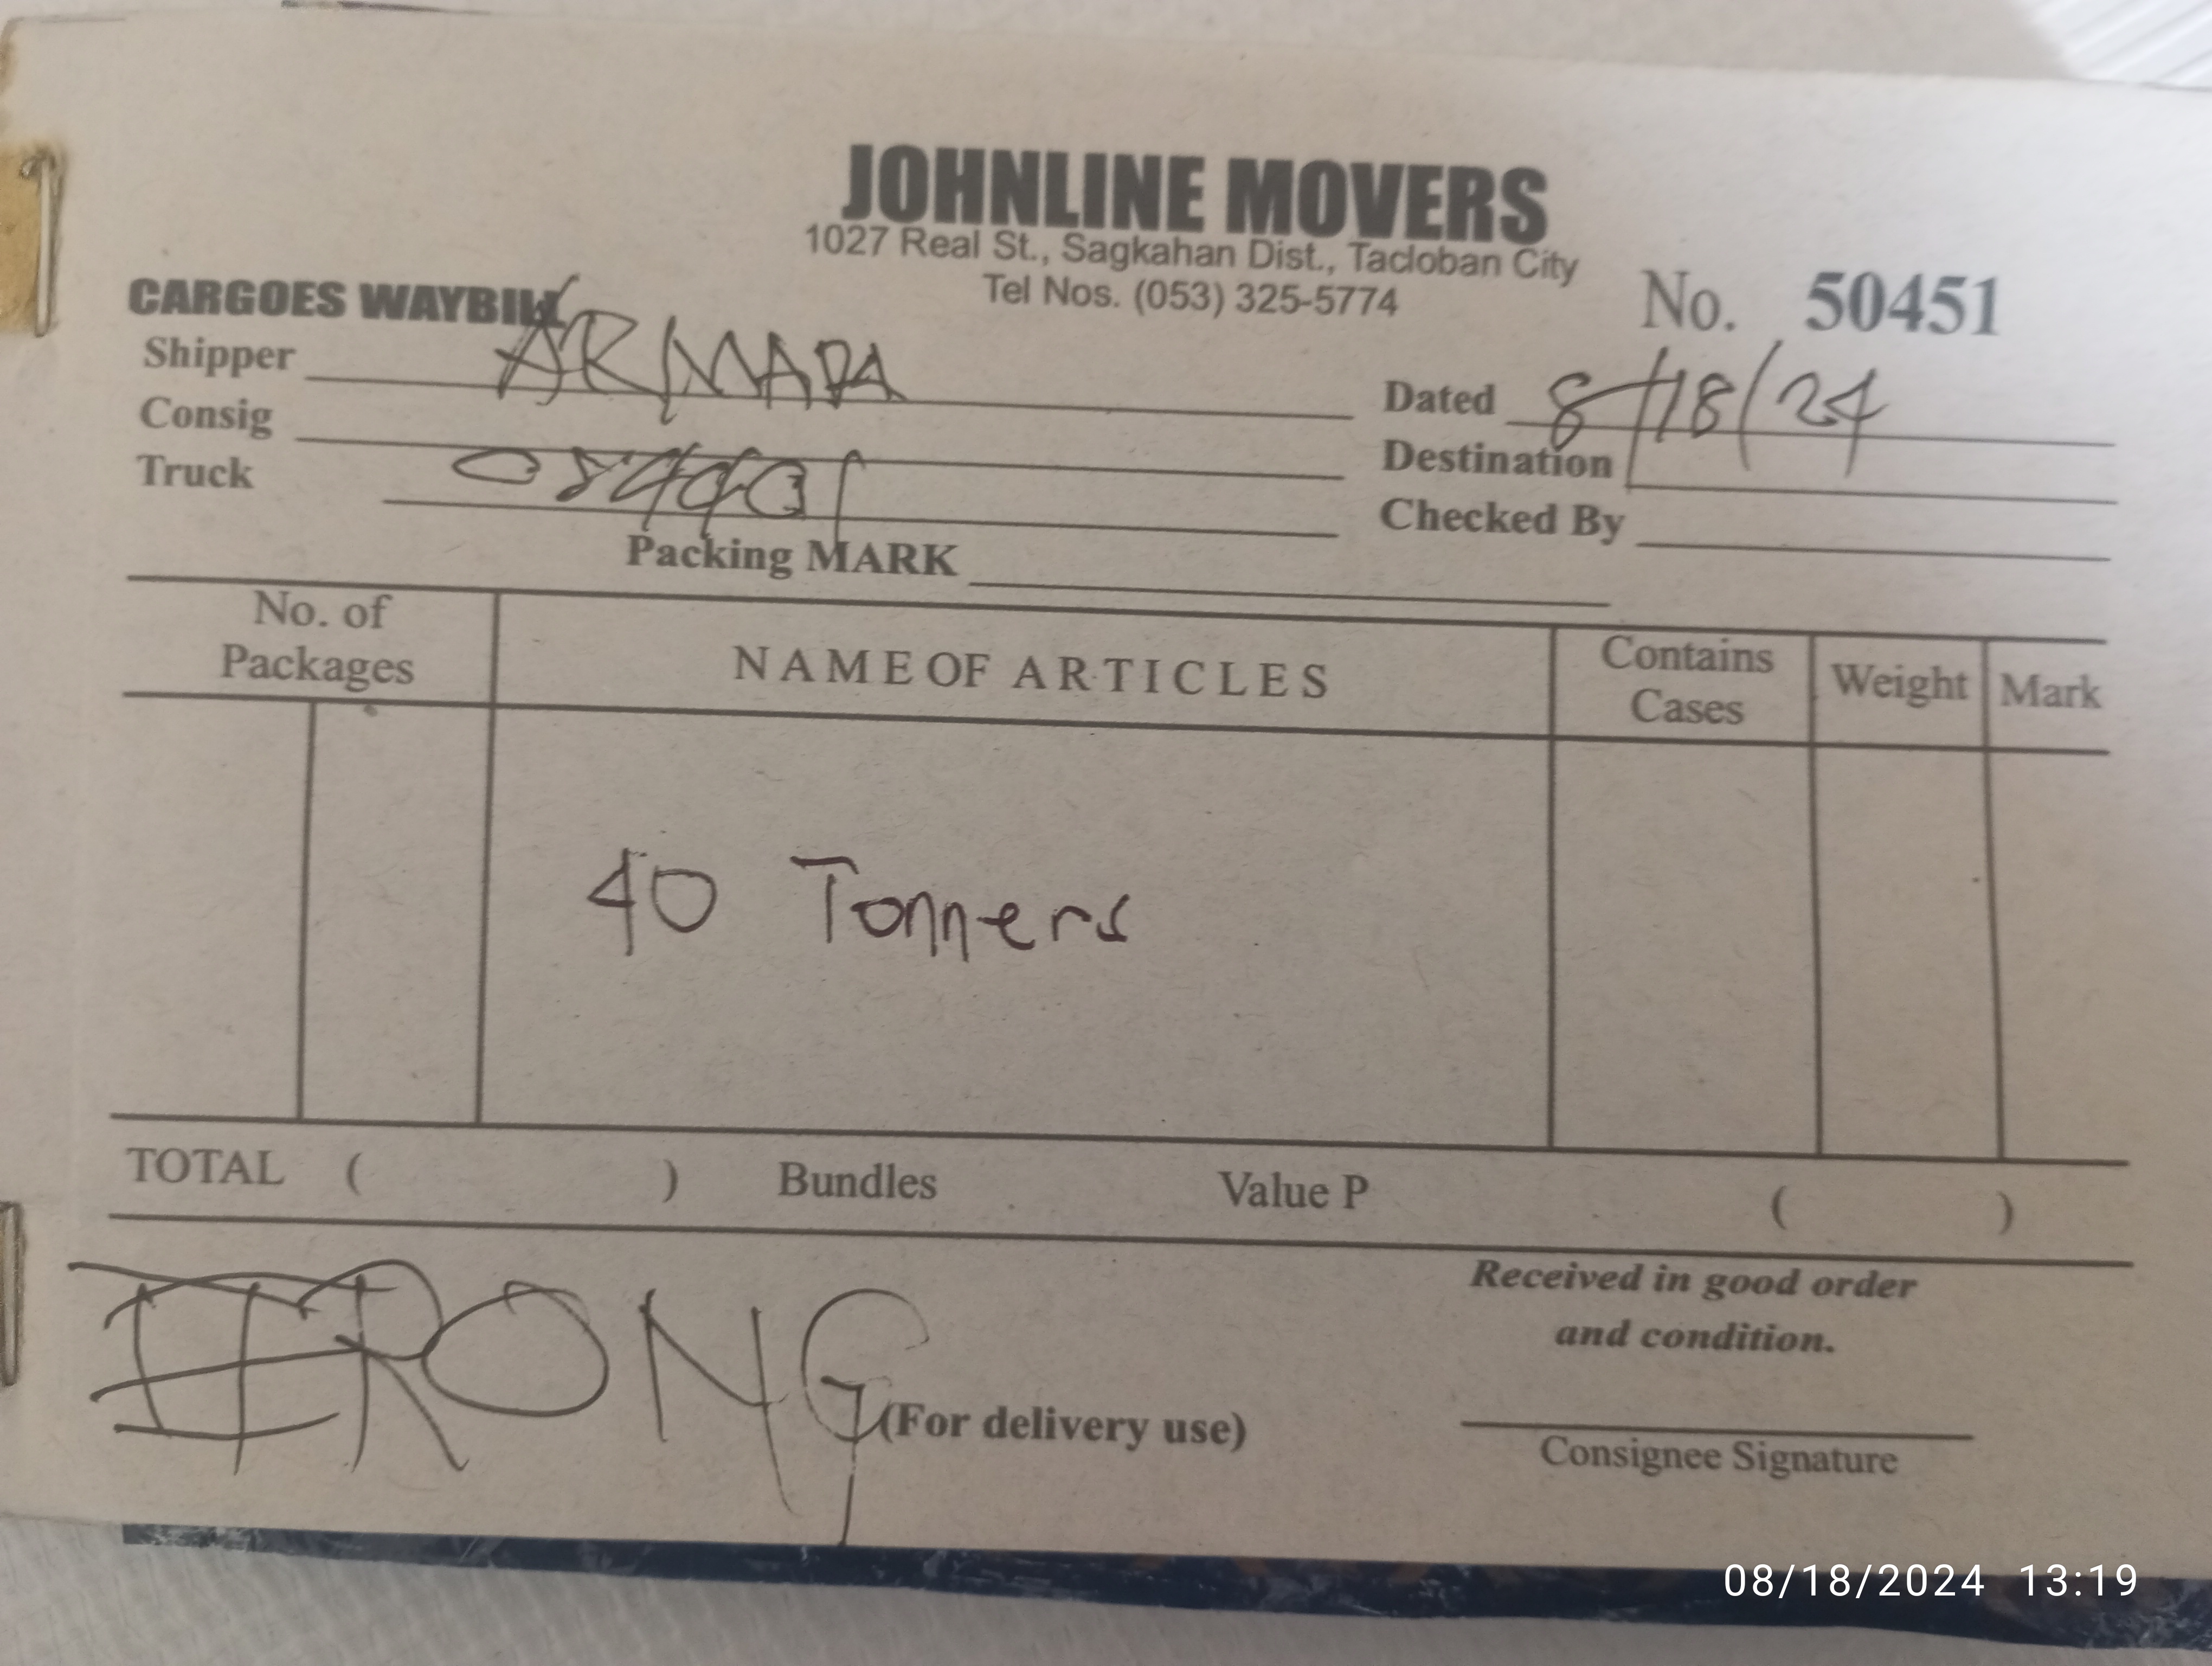 JOHNLINE MOVERS
1027 Real St., Sagkahan Dist., Tacloban City
Tel Nos. (053) 325-5774
CARGOES WAYBILL
No. 50451
Shipper ARMADA
Dated 8/18/24
Consig
Destination
Truck
Checked By
Packing MARK
No. of Packages
NAME OF ARTICLES
Contains Cases
Weight
Mark
40 Tonners
TOTAL ( ) Bundles Value P ( )
Received in good order
and condition.
(For delivery use)
Consignee Signature
08/18/2024 13:19